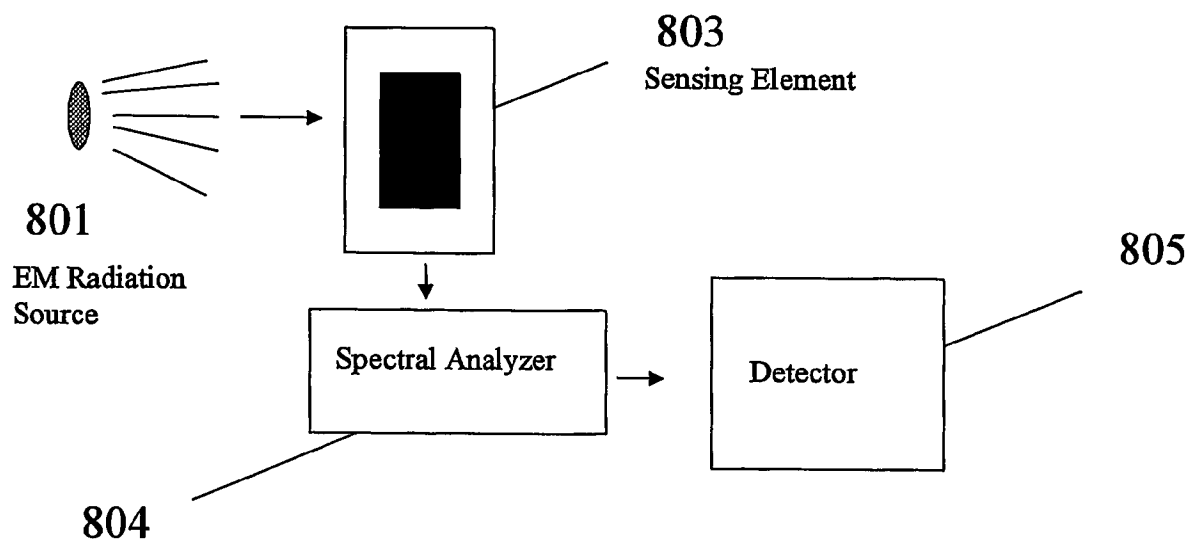 803
Sensing Element
801
EM Radiation
Source
805
Spectral Analyzer
Detector
804